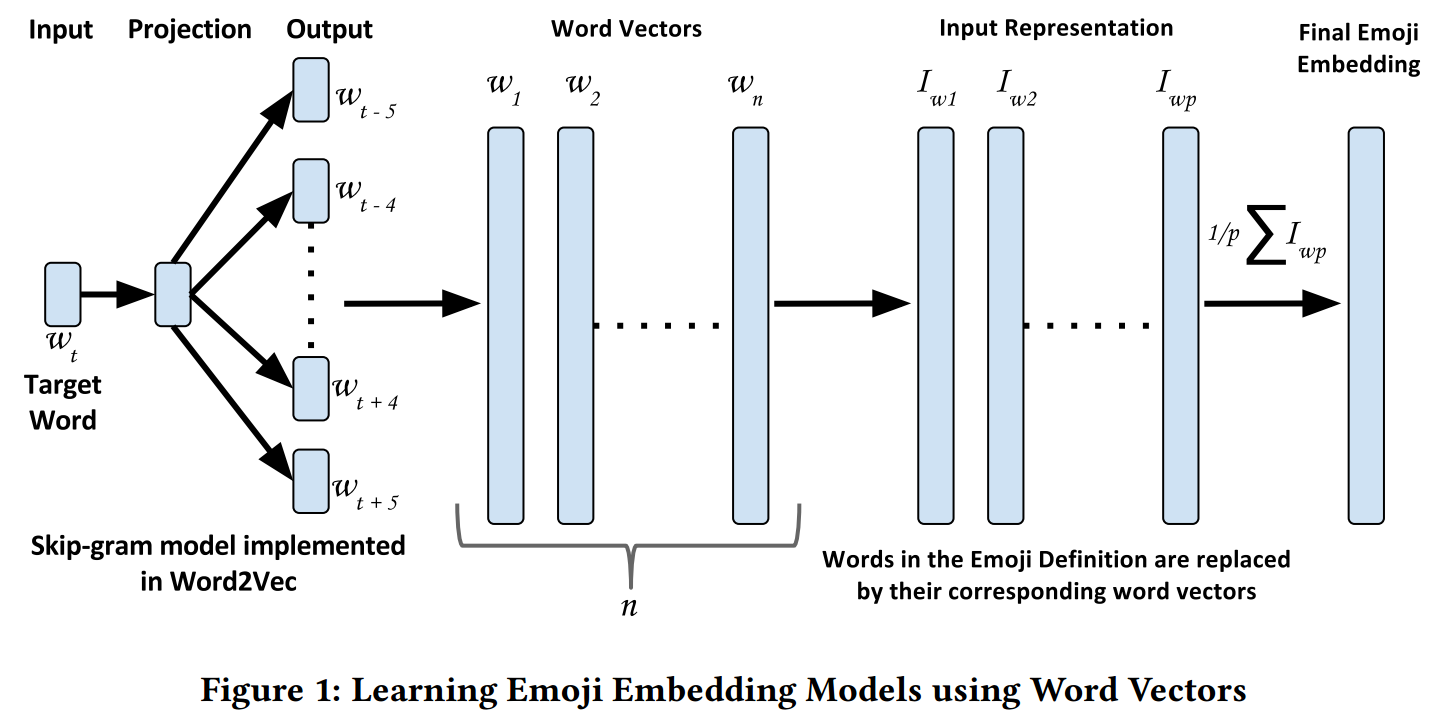 Input
Projection
Output
Word Vectors
Input Representation
Final Emoji
Embedding
w t - 5
w t - 4
w t
Target
Word
w t + 4
w t + 5
Skip-gram model implemented
in Word2Vec
w 1
w 2
w n
n
I w1
I w2
I wp
1/p ∑ I wp
Words in the Emoji Definition are replaced
by their corresponding word vectors
Figure 1: Learning Emoji Embedding Models using Word Vectors